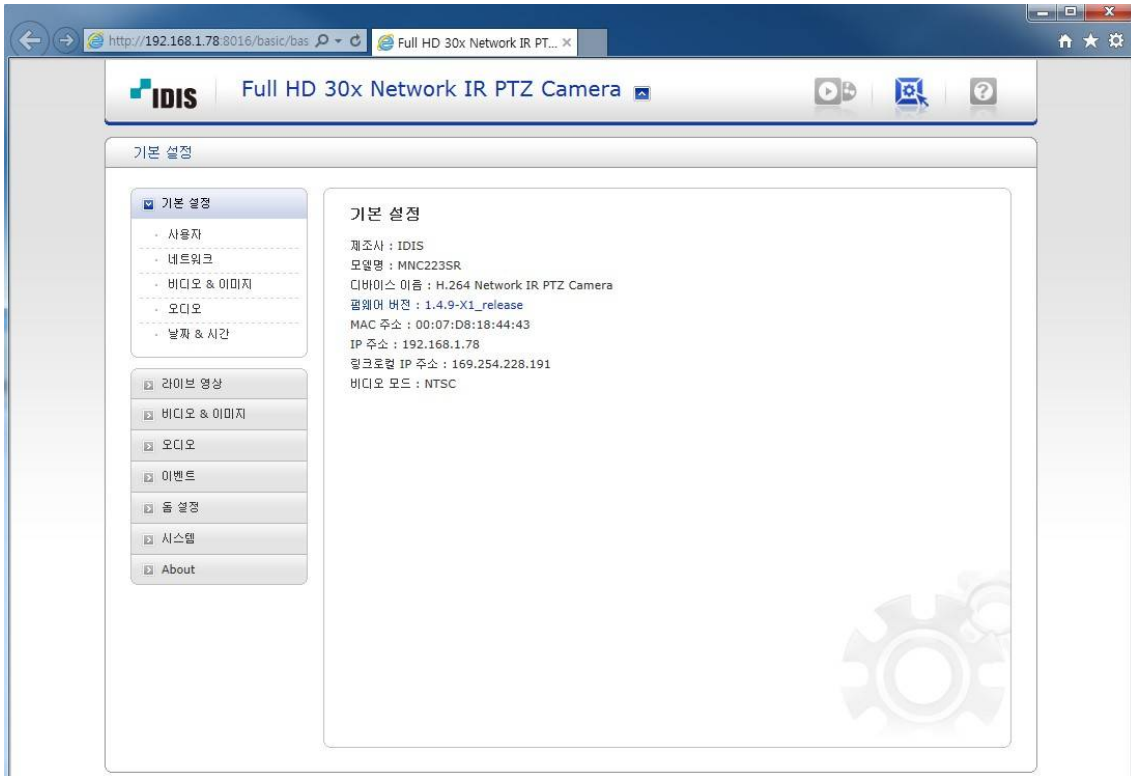 http://192.168.1.78:8016/basic/bas
Full HD 30x Network IR PT...
IDIS
Full HD 30x Network IR PTZ Camera
기본 설정
기본 설정
사용자
네트워크
비디오 & 이미지
오디오
날짜 & 시간
라이브 영상
비디오 & 이미지
오디오
이벤트
돔 설정
시스템
About
기본 설정
제조사 : IDIS
모델명 : MNC223SR
디바이스 이름 : H.264 Network IR PTZ Camera
펌웨어 버전 : 1.4.9-X1_release
MAC 주소 : 00:07:D8:18:44:43
IP 주소 : 192.168.1.78
링크로컬 IP 주소 : 169.254.228.191
비디오 모드 : NTSC